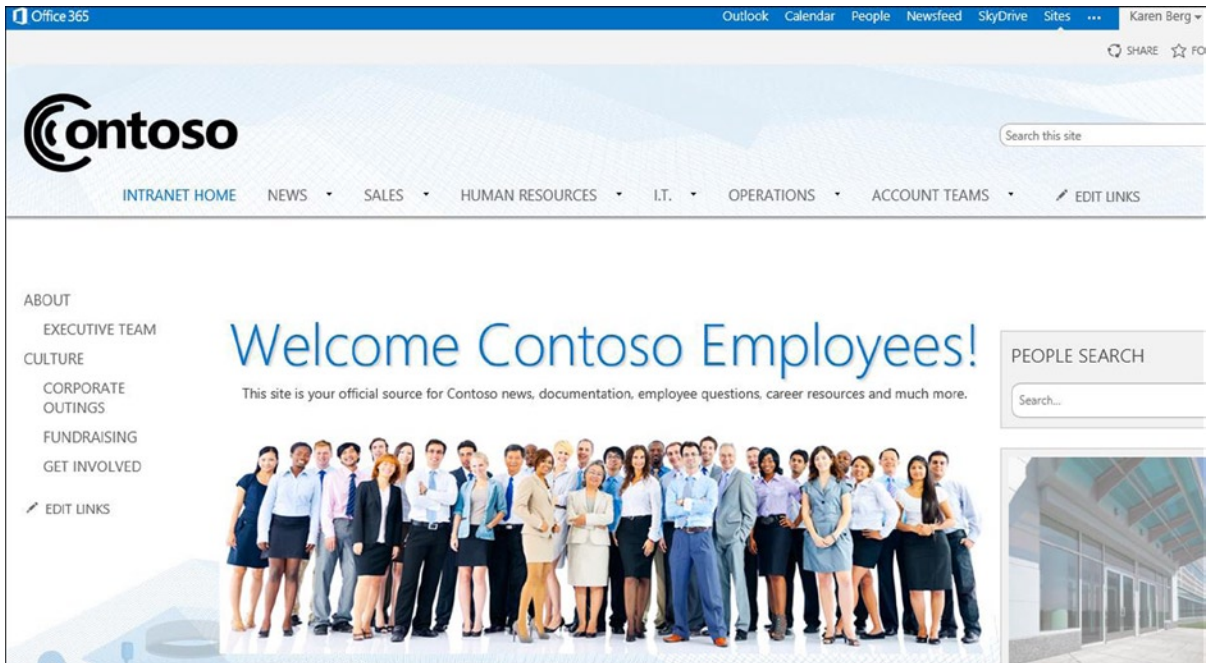 Office 365
Outlook Calendar People Newsfeed SkyDrive Sites ... Karen Berg
SHARE FO
Contoso
Search this site
INTRANET HOME NEWS SALES HUMAN RESOURCES I.T. OPERATIONS ACCOUNT TEAMS EDIT LINKS
ABOUT
EXECUTIVE TEAM
CULTURE
CORPORATE
OUTINGS
FUNDRAISING
GET INVOLVED
EDIT LINKS
Welcome Contoso Employees!
This site is your official source for Contoso news, documentation, employee questions, career resources and much more.
PEOPLE SEARCH
Search...